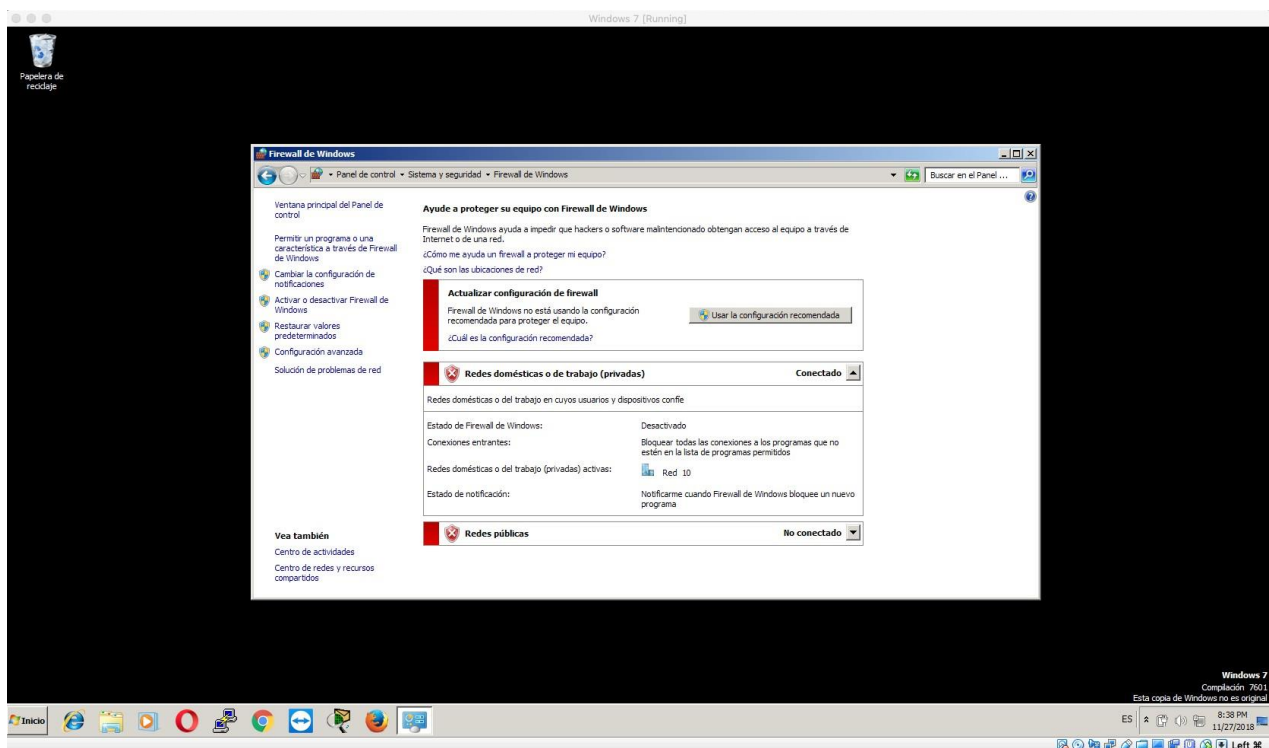 Windows 7 [Running]
Papelera de
reciclaje
Firewall de Windows
Panel de control
Sistema y seguridad
Firewall de Windows
Buscar en el Panel ...
Ventana principal del Panel de
control
Permitir un programa o una
característica a través de Firewall
de Windows
Cambiar la configuración de
notificaciones
Activar o desactivar Firewall de
Windows
Restaurar valores
predeterminados
Configuración avanzada
Solución de problemas de red
Vea también
Centro de actividades
Centro de redes y recursos
compartidos
Ayude a proteger su equipo con Firewall de Windows
Firewall de Windows ayuda a impedir que hackers o software malintencionado obtengan acceso al equipo a través de
Internet o de una red.
¿Cómo me ayuda un firewall a proteger mi equipo?
¿Qué son las ubicaciones de red?
Actualizar configuración de firewall
Firewall de Windows no está usando la configuración
recomendada para proteger el equipo.
Usar la configuración recomendada
¿Cuál es la configuración recomendada?
Redes domésticas o de trabajo (privadas) Conectado
Redes domésticas o del trabajo en cuyos usuarios y dispositivos confíe
Estado de Firewall de Windows: Desactivado
Conexiones entrantes: Bloquear todas las conexiones a los programas que no
estén en la lista de programas permitidos
Redes domésticas o del trabajo (privadas) activas: Red 10
Estado de notificación: Notificarme cuando Firewall de Windows bloquee un nuevo
programa
Redes públicas No conectado
Windows 7
Compilación 7601
Esta copia de Windows no es original
Inicio
ES
8:38 PM
11/27/2018
Left ⌘